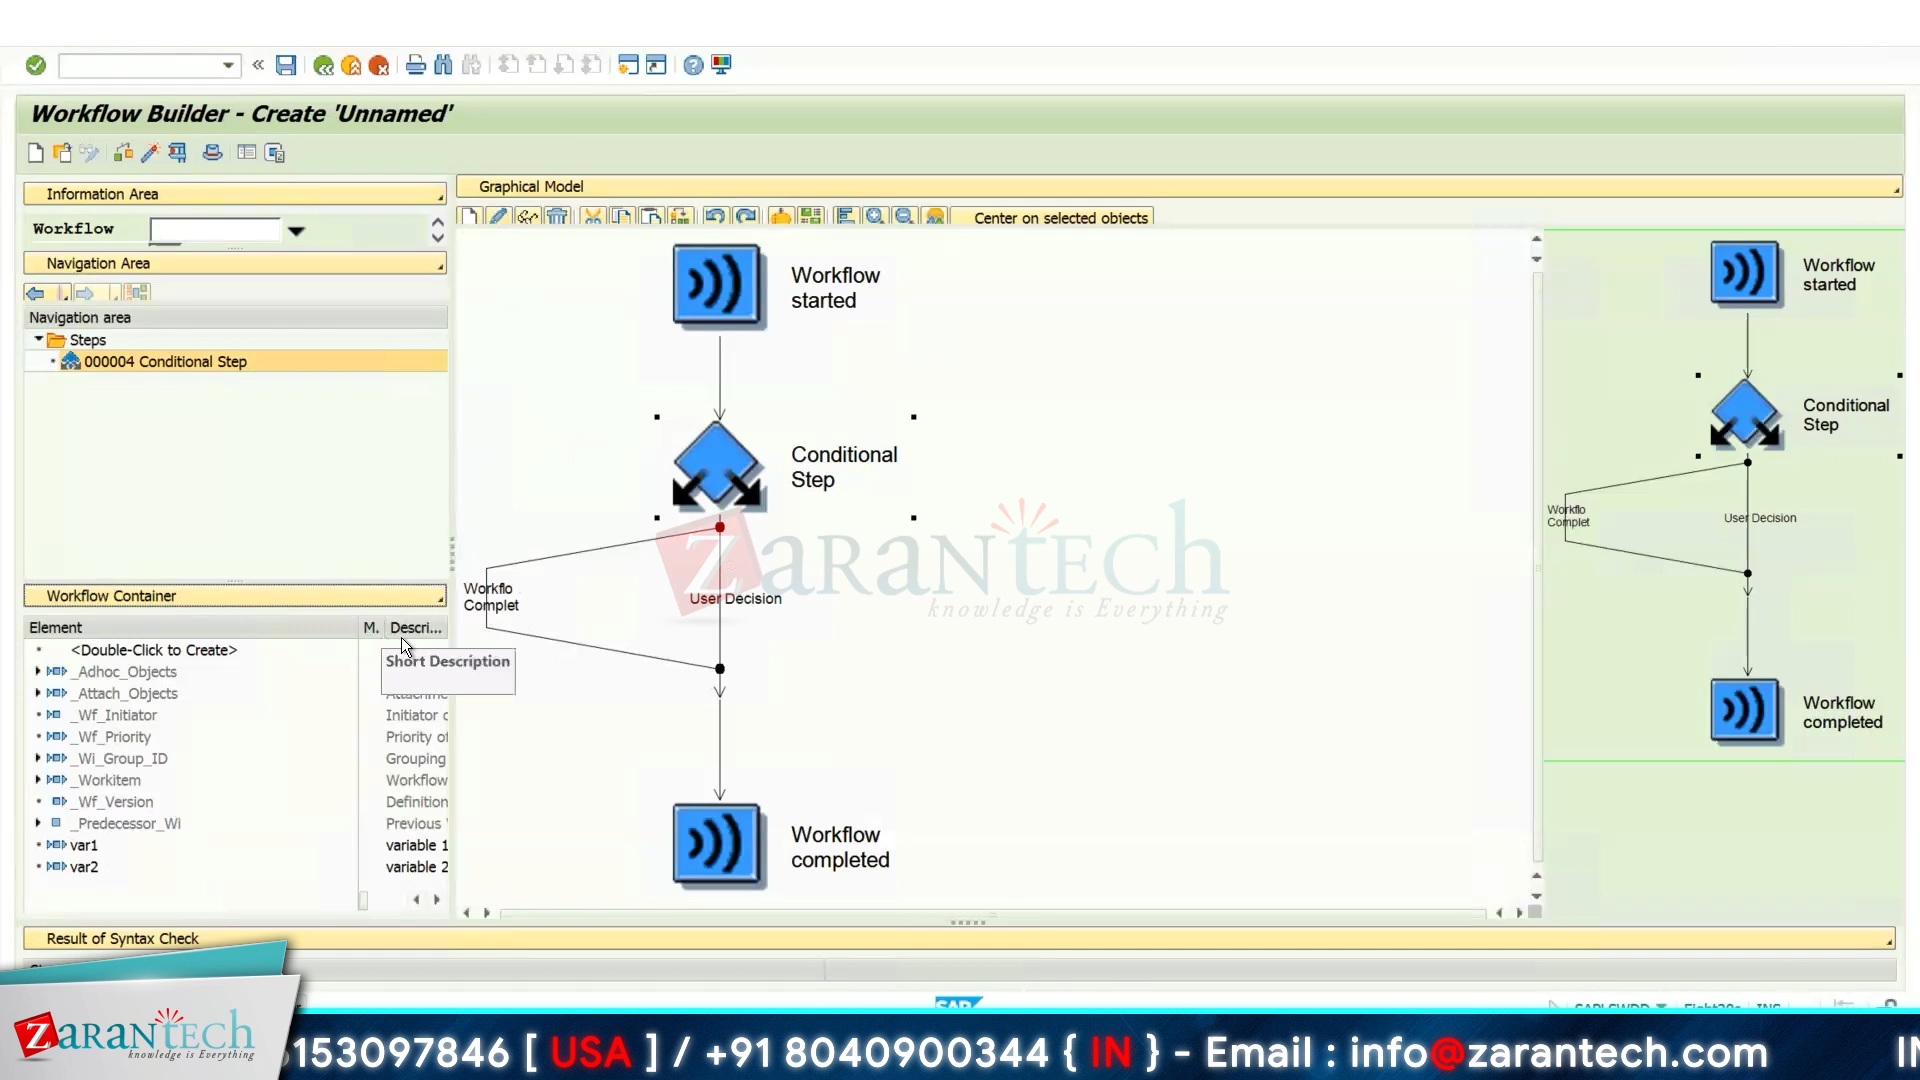 Workflow Builder - Create 'Unnamed'
Information Area
Workflow
Navigation Area
Navigation area
Steps
000004 Conditional Step
Workflow Container
Element M. Descri...
<Double-Click to Create>
Short Description
_Adhoc_Objects
_Attach_Objects
_Wf_Initiator Initiator
_Wf_Priority Priority of
_Wi_Group_ID Grouping
_Workitem Workflow
_Wf_Version Definition
_Predecessor_Wi Previous
var1 variable 1
var2 variable 2
Graphical Model
Center on selected objects
Workflow
started
Conditional
Step
Workflo
Complet
User Decision
Workflow
completed
ZARANTECH
knowledge is Everything
Workflow
started
Conditional
Step
Workflo
Complet
User Decision
Workflow
completed
Result of Syntax Check
SAP
ZARANTECH
knowledge is Everything
153097846 [ USA ] / +91 8040900344 { IN } - Email : info@zarantech.com